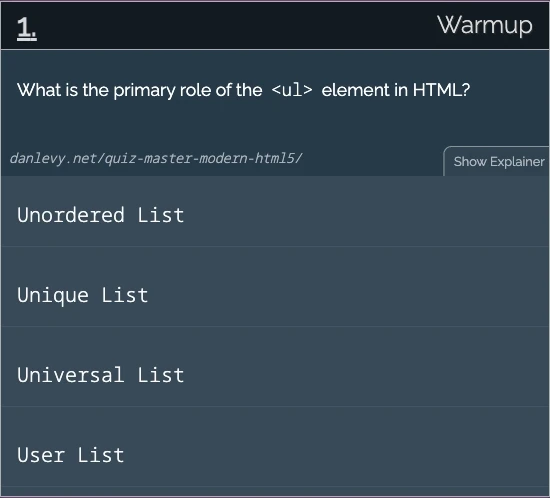 1.
Warmup
What is the primary role of the <ul> element in HTML?
danlevy.net/quiz-master-modern-html5/
Show Explainer
Unordered List
Unique List
Universal List
User List